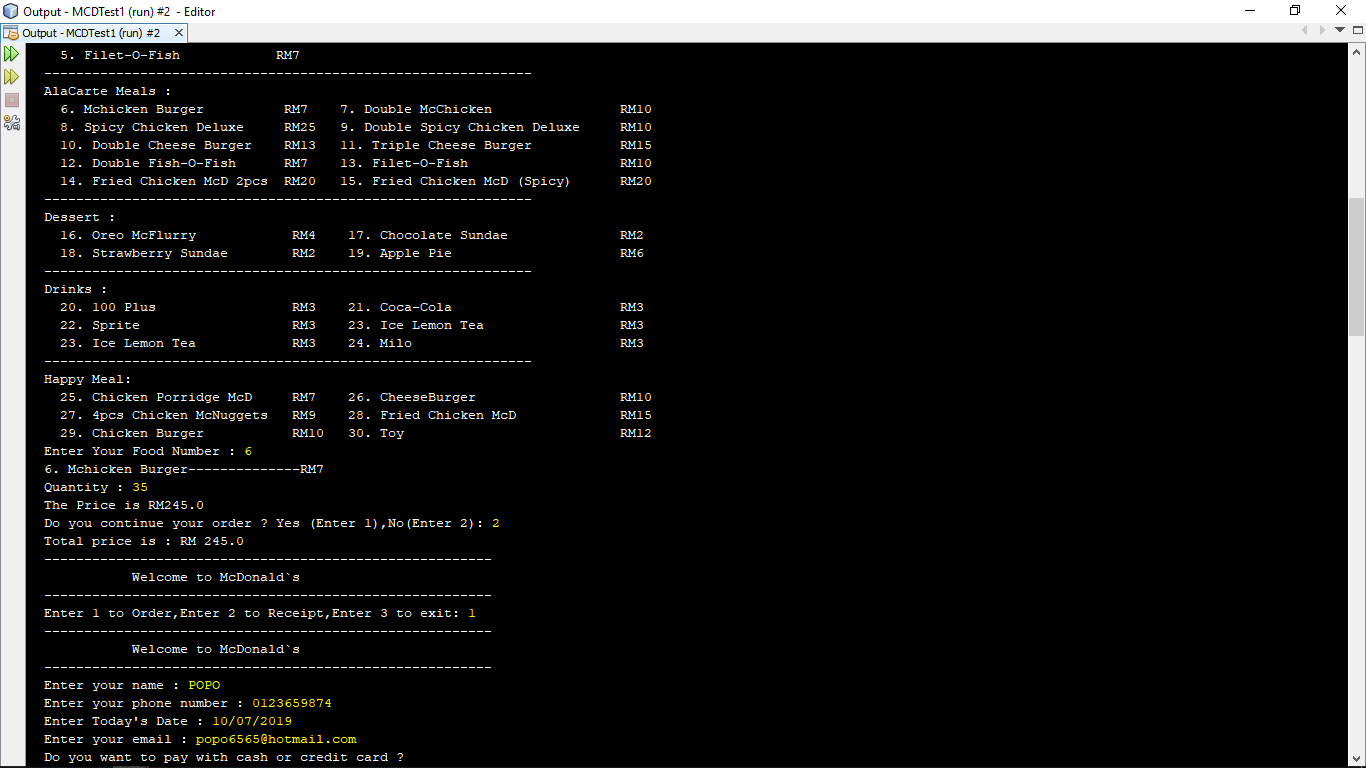 Output - MCDTest1 (run) #2 - Editor
Output - MCDTest1 (run) #2
5. Filet-O-Fish RM7
-------------------------------------------------------------
AlaCarte Meals :
6. Mchicken Burger RM7 7. Double McChicken RM10
8. Spicy Chicken Deluxe RM25 9. Double Spicy Chicken Deluxe RM10
10. Double Cheese Burger RM13 11. Triple Cheese Burger RM15
12. Double Fish-O-Fish RM7 13. Filet-O-Fish RM10
14. Fried Chicken McD 2pcs RM20 15. Fried Chicken McD (Spicy) RM20
-------------------------------------------------------------
Dessert :
16. Oreo McFlurry RM4 17. Chocolate Sundae RM2
18. Strawberry Sundae RM2 19. Apple Pie RM6
-------------------------------------------------------------
Drinks :
20. 100 Plus RM3 21. Coca-Cola RM3
22. Sprite RM3 23. Ice Lemon Tea RM3
23. Ice Lemon Tea RM3 24. Milo RM3
-------------------------------------------------------------
Happy Meal:
25. Chicken Porridge McD RM7 26. CheeseBurger RM10
27. 4pcs Chicken McNuggets RM9 28. Fried Chicken McD RM15
29. Chicken Burger RM10 30. Toy RM12
Enter Your Food Number : 6
6. Mchicken Burger--------------RM7
Quantity : 35
The Price is RM245.0
Do you continue your order ? Yes (Enter 1),No(Enter 2): 2
Total price is : RM 245.0
--------------------------------------------------------
Welcome to McDonald`s
--------------------------------------------------------
Enter 1 to Order,Enter 2 to Receipt,Enter 3 to exit: 1
--------------------------------------------------------
Welcome to McDonald`s
--------------------------------------------------------
Enter your name : POPO
Enter your phone number : 0123659874
Enter Today's Date : 10/07/2019
Enter your email : popo6565@hotmail.com
Do you want to pay with cash or credit card ?